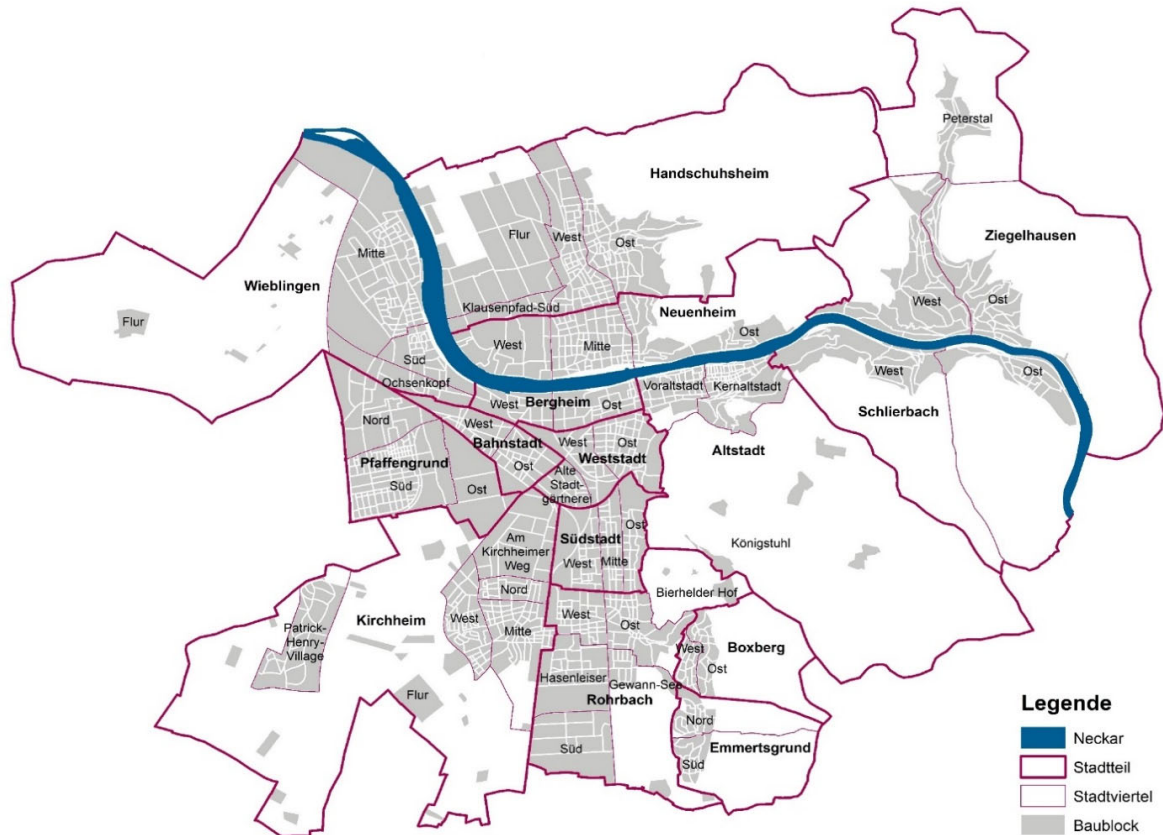 Peterstal
Handschuhsheim
Ziegelhausen
Flur
West
Ost
Mitte
Wieblingen
Flur
Klausenpfad-Süd
Neuenheim
West
Ost
West
Mitte
Ost
Süd
Ochsenkopf
West
Ost
Voraltstadt
Kernaltstadt
Schlierbach
West
Bergheim
Ost
Nord
West
Bahnstadt
West
Ost
Weststadt
Altstadt
Pfaffengrund
Ost
Alte
Stadt-
gärtnerei
Süd
Ost
Ost
Am
Kirchheimer
Weg
Südstadt
West
Mitte
Königstuhl
Nord
Bierhelder Hof
Patrick-
Henry-
Village
Kirchheim
West
Mitte
West
Ost
West
Ost
Boxberg
Hasenleiser
Gewann-See
Rohrbach
Flur
Nord
Süd
Süd
Emmertsgrund
Legende
Neckar
Stadtteil
Stadtviertel
Baublock